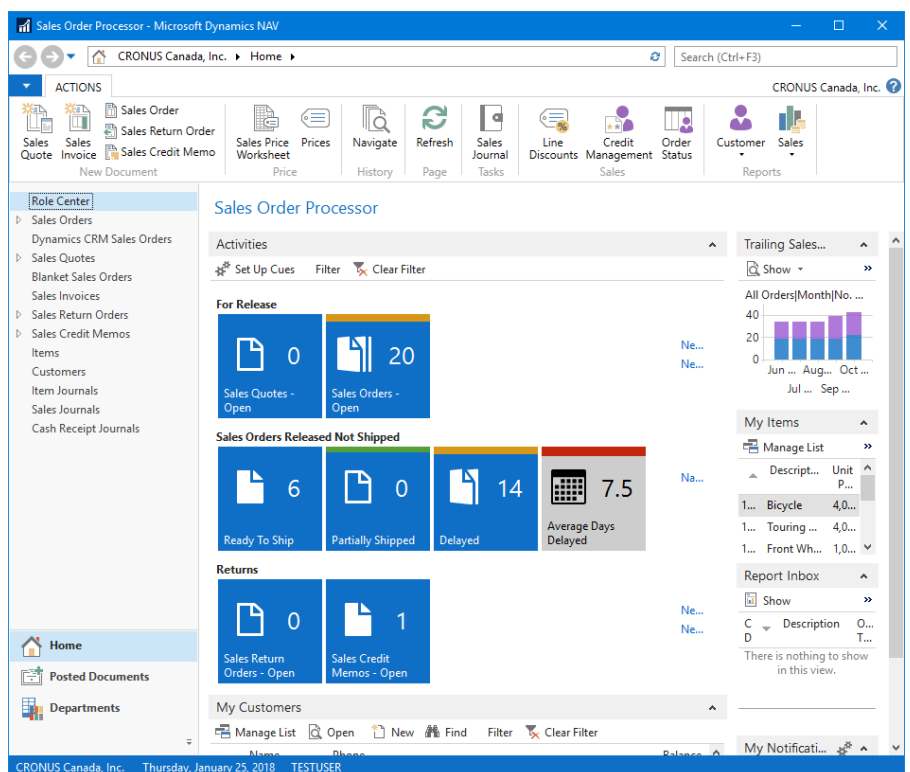 Sales Order Processor - Microsoft Dynamics NAV
CRONUS Canada, Inc. Home
Search (Ctrl+F3)
ACTIONS
CRONUS Canada, Inc.
Sales Quote
Sales Invoice
Sales Order
Sales Return Order
Sales Credit Memo
New Document
Sales Price Worksheet
Prices
Price
Navigate
History
Refresh
Page
Sales Journal
Tasks
Line Discounts
Credit Management
Order Status
Sales
Customer
Sales
Reports
Role Center
Sales Orders
Dynamics CRM Sales Orders
Sales Quotes
Blanket Sales Orders
Sales Invoices
Sales Return Orders
Sales Credit Memos
Items
Customers
Item Journals
Sales Journals
Cash Receipt Journals
Home
Posted Documents
Departments
Sales Order Processor
Activities
Set Up Cues Filter Clear Filter
For Release
0
Sales Quotes - Open
20
Sales Orders - Open
Ne...
Ne...
Sales Orders Released Not Shipped
6
Ready To Ship
0
Partially Shipped
14
Delayed
7.5
Average Days Delayed
Na...
Returns
0
Sales Return Orders - Open
1
Sales Credit Memos - Open
Ne...
Ne...
My Customers
Manage List Open New Find Filter Clear Filter
Name Phone Balance
Trailing Sales...
Show
All Orders|Month|No. ...
40
20
0
Jun ... Aug... Oct ...
Jul ... Sep ...
My Items
Manage List
Descript... Unit P...
1... Bicycle 4,0...
1... Touring ... 4,0...
1... Front Wh... 1,0...
Report Inbox
Show
C D Description O... T...
There is nothing to show
in this view.
My Notificati...
CRONUS Canada, Inc. Thursday, January 25, 2018 TESTUSER